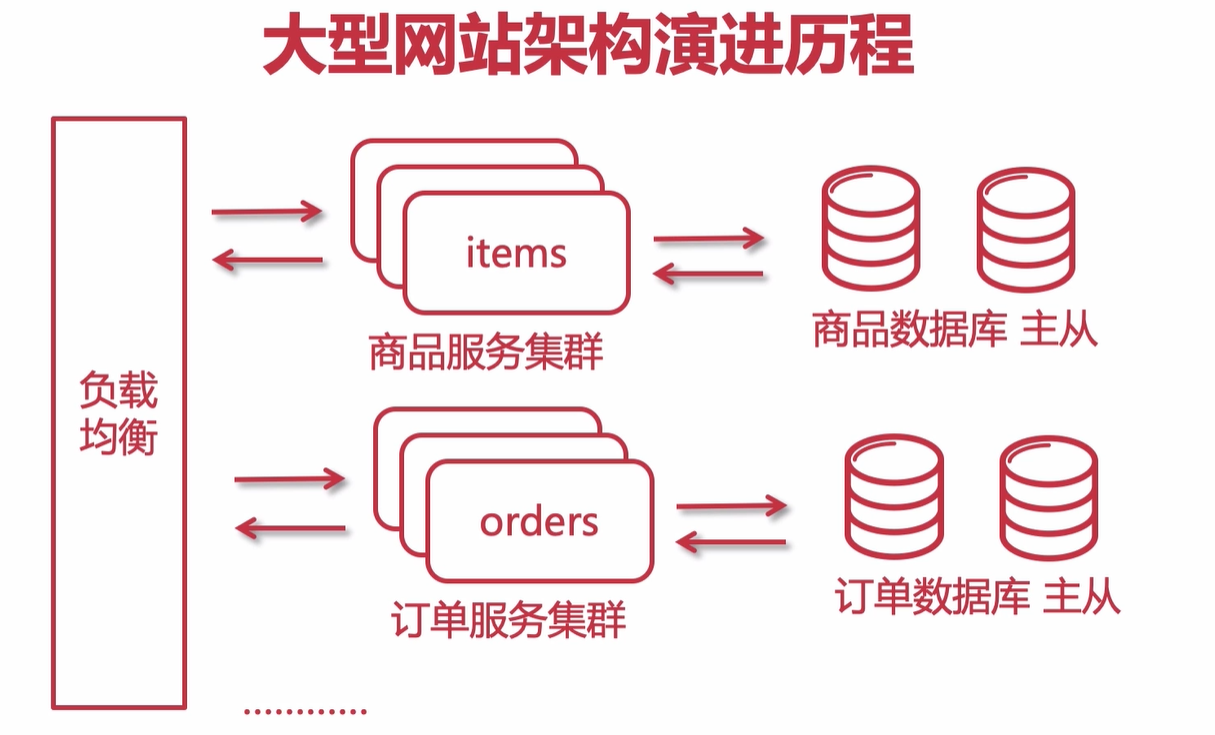 大型网站架构演进历程
负载
均衡
items
商品服务集群
商品数据库 主从
orders
订单服务集群
订单数据库 主从
............